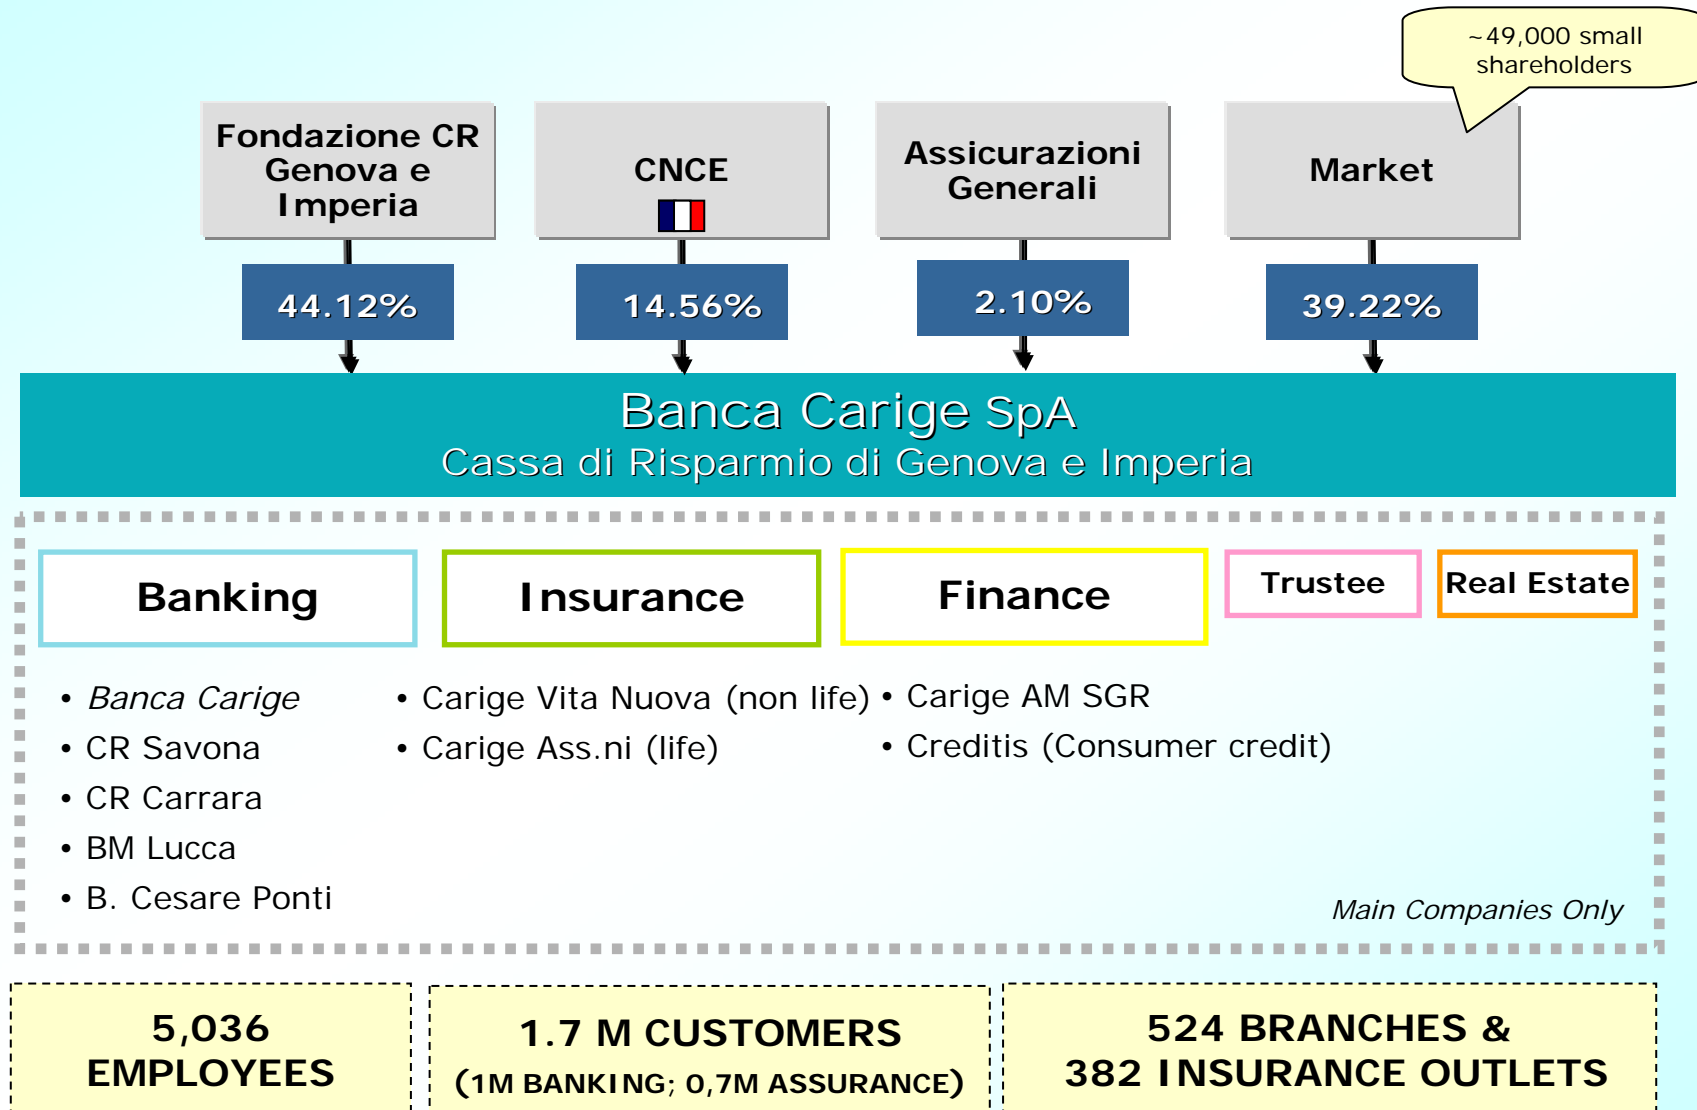 ~49,000 small
shareholders
Fondazione CR
Genova e
Imperia
CNCE
Assicurazioni
Generali
Market
44.12%
14.56%
2.10%
39.22%
Banca Carige SpA
Cassa di Risparmio di Genova e Imperia
Banking
Insurance
Finance
Trustee
Real Estate
• Banca Carige
• CR Savona
• CR Carrara
• BM Lucca
• B. Cesare Ponti
• Carige Vita Nuova (non life)
• Carige Ass.ni (life)
• Carige AM SGR
• Creditis (Consumer credit)
Main Companies Only
5,036
EMPLOYEES
1.7 M CUSTOMERS
(1M BANKING; 0,7M ASSURANCE)
524 BRANCHES &
382 INSURANCE OUTLETS